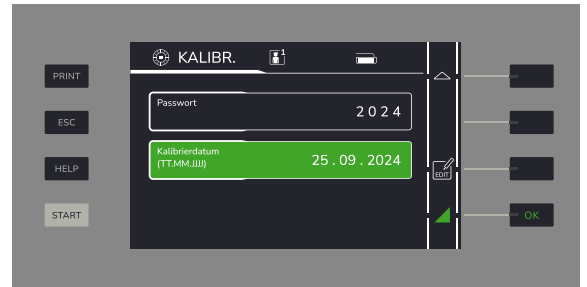 KALIBR.
1
PRINT
Passwort
2024
ESC
Kalibrierdatum
(TT.MM.JJJJ)
25.09.2024
HELP
EDIT
START
OK